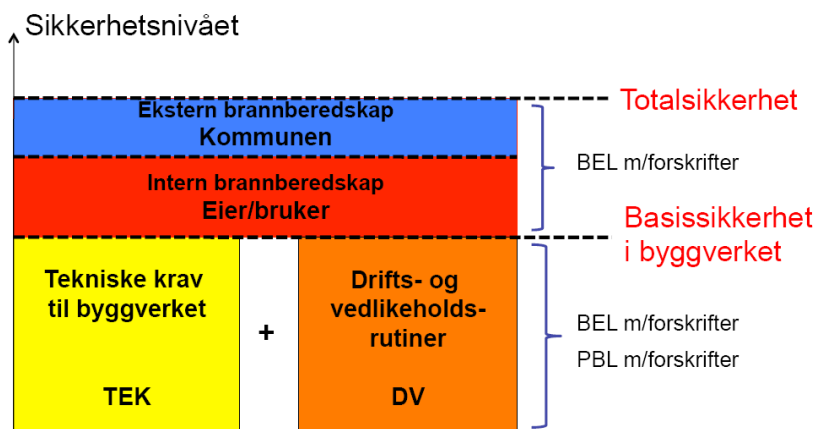 Sikkerhetsnivået
Totalsikkerhet
Ekstern brannberedskap
Kommunen
BEL m/forskrifter
Intern brannberedskap
Eier/bruker
Basissikkerhet
i byggverket
Tekniske krav
til byggverket
TEK
+
Drifts- og
vedlikeholds-
rutiner
DV
BEL m/forskrifter
PBL m/forskrifter